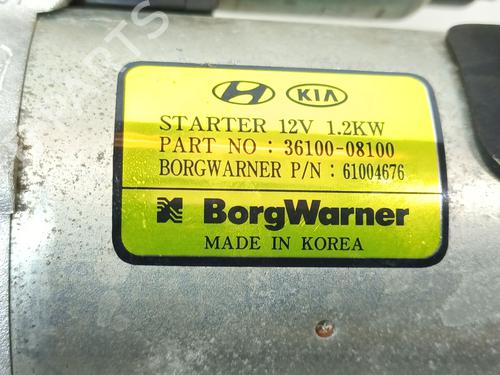 KIA
STARTER 12V 1.2KW
PART NO : 36100-08100
BORGWARNER P/N : 61004676
BorgWarner
MADE IN KOREA